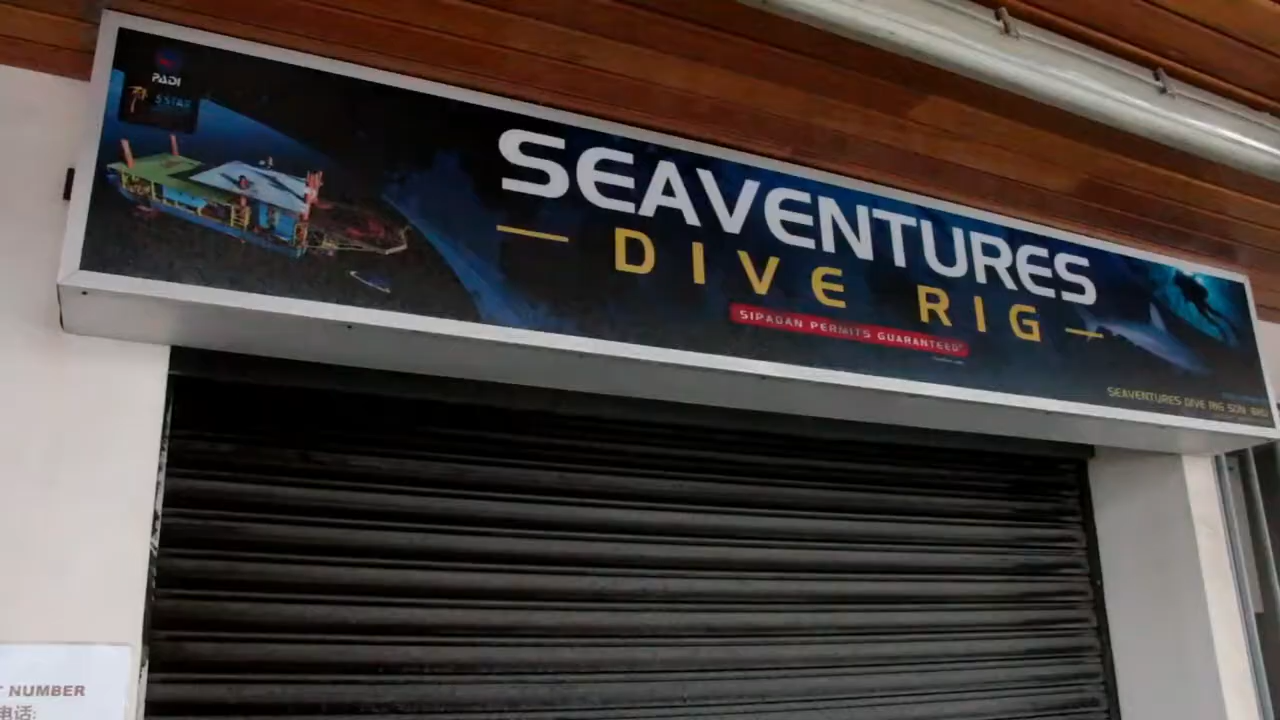 PADI
5 STAR
SEAVENTURES
DIVE RIG
SIPADAN PERMITS GUARANTEED*
SEAVENTURES DIVE RIG SDN BHD
NUMBER
电话: